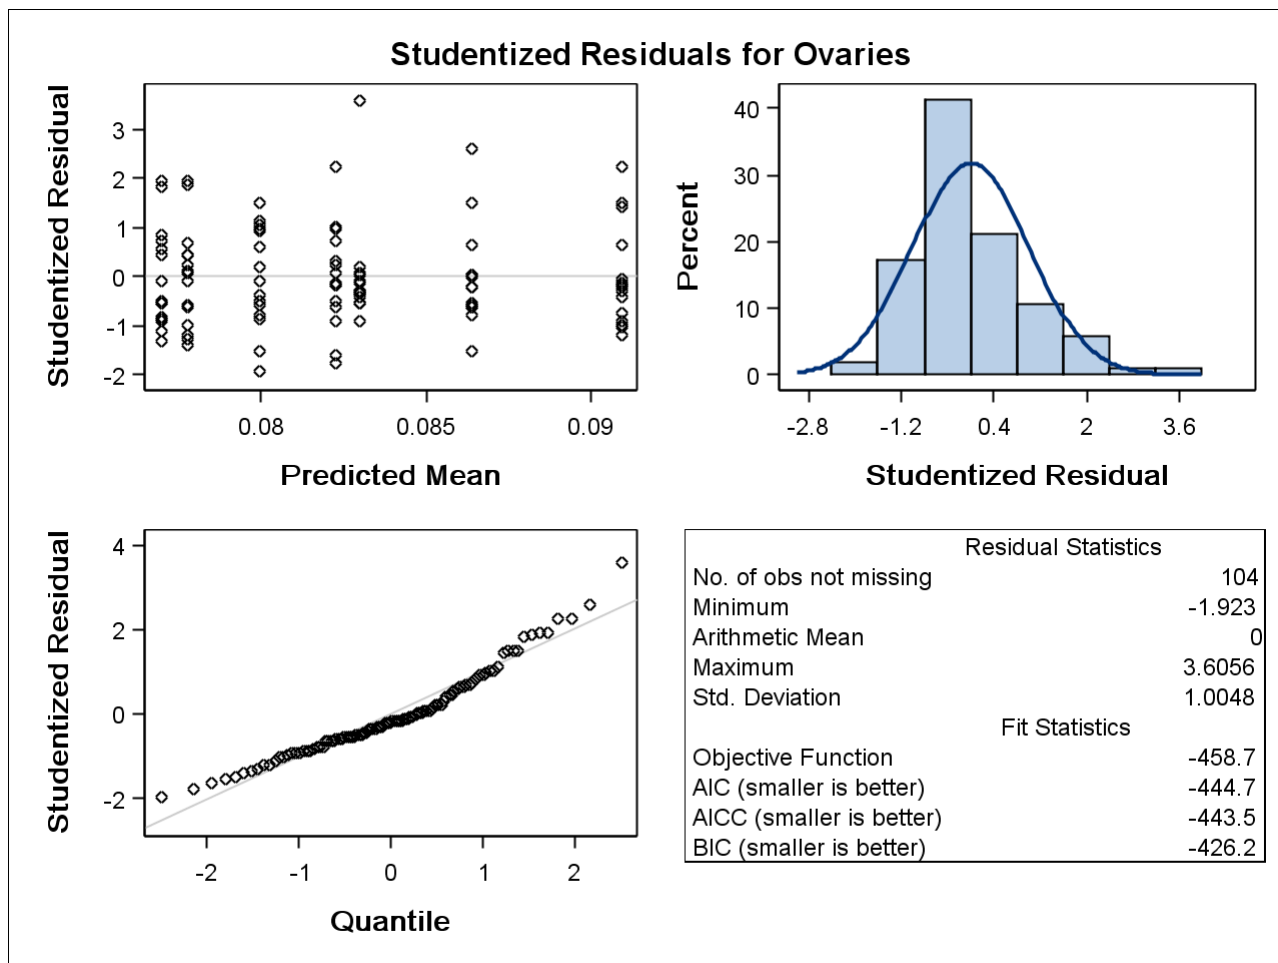 Studentized Residuals for Ovaries
Studentized Residual
3
2
1
0
-1
-2
0.08 0.085 0.09
Predicted Mean
Percent
40
30
20
10
0
-2.8 -1.2 0.4 2 3.6
Studentized Residual
Studentized Residual
4
2
0
-2
-2 -1 0 1 2
Quantile
Residual Statistics
No. of obs not missing 104
Minimum -1.923
Arithmetic Mean 0
Maximum 3.6056
Std. Deviation 1.0048
Fit Statistics
Objective Function -458.7
AIC (smaller is better) -444.7
AICC (smaller is better) -443.5
BIC (smaller is better) -426.2